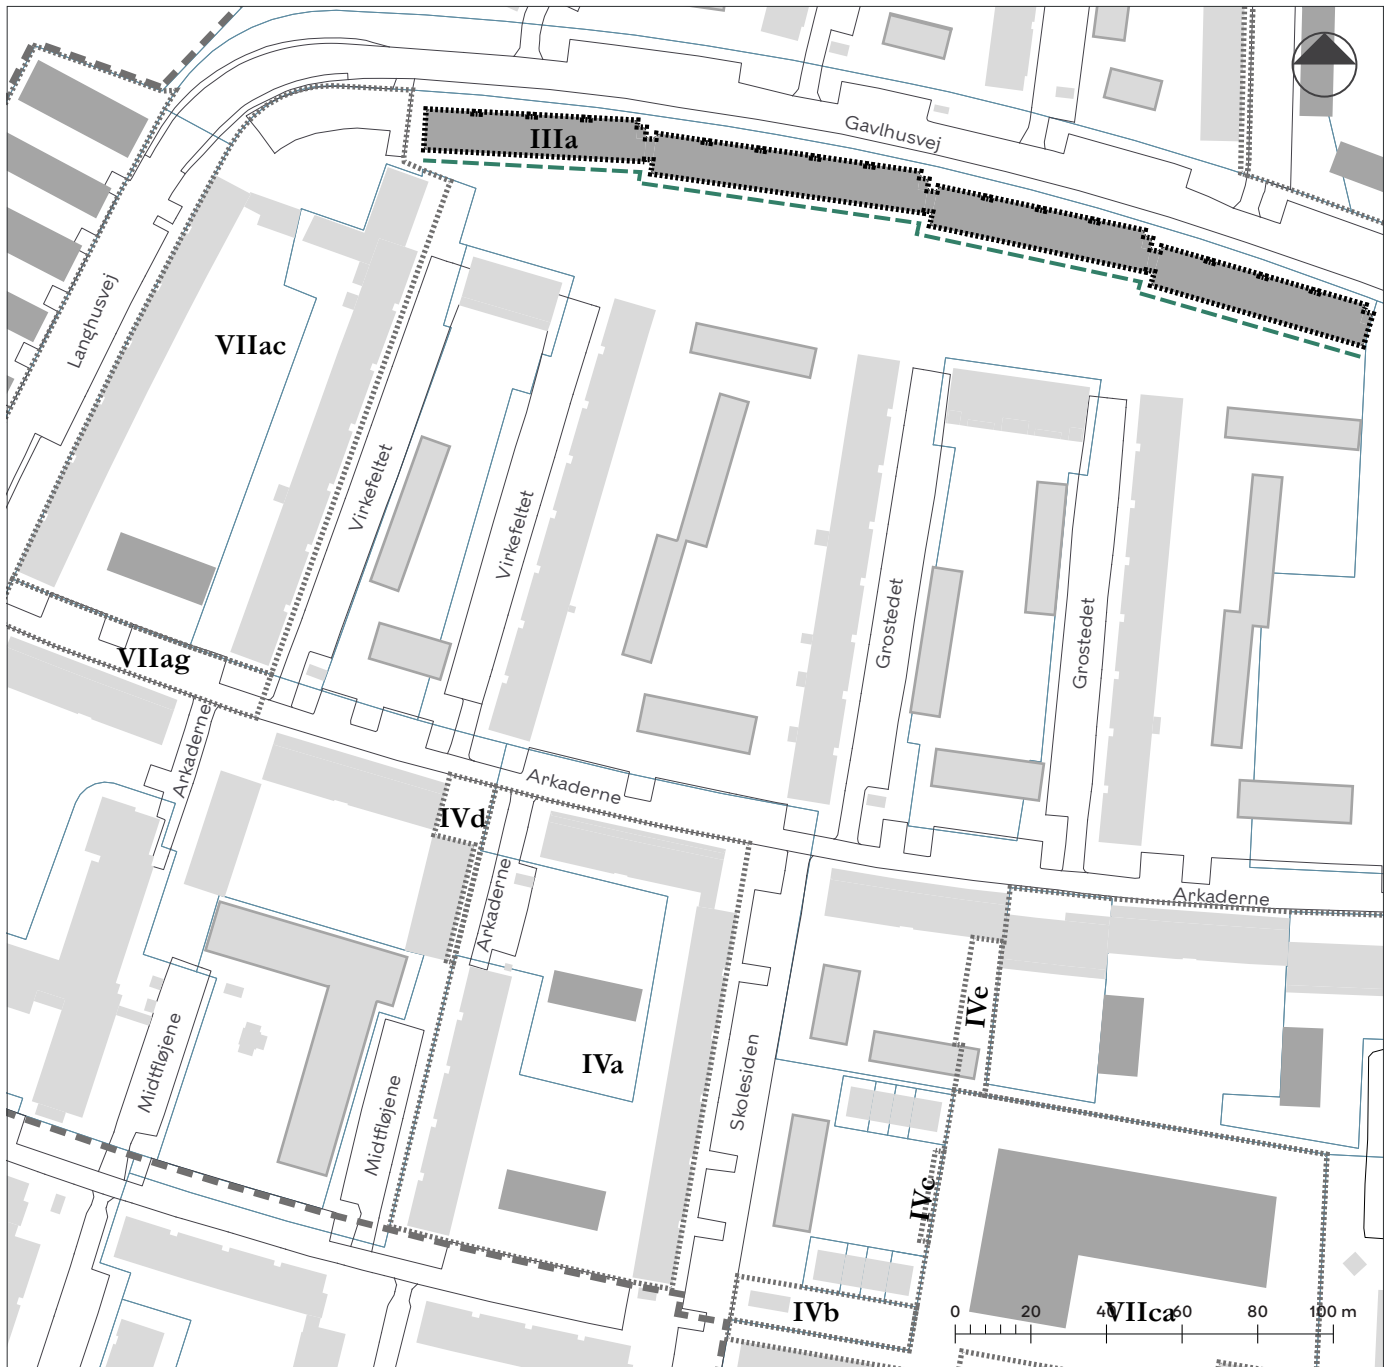 Gavlhusvej
IIIa
Langhusvej
VIIac
Virkefeltet
Virkefeltet
Grostedet
Grostedet
VIIag
Arkaderne
Arkaderne
IVd
Arkaderne
Arkaderne
IVe
Midtfløjene
IVa
Skolesiden
Midtfløjene
IVc
IVb
VIIca
0 20 40 60 80 100 m